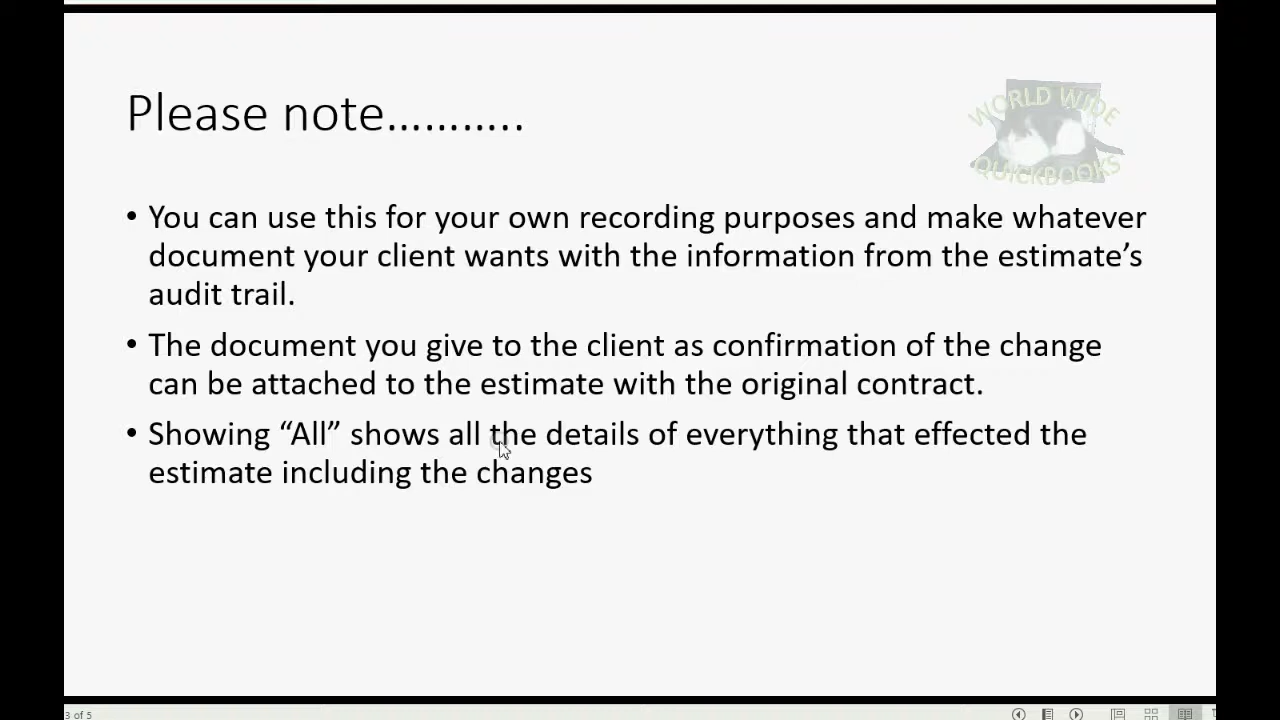 Please note………..
WORLD WIDE
QUICKBOOKS
• You can use this for your own recording purposes and make whatever
document your client wants with the information from the estimate’s
audit trail.
• The document you give to the client as confirmation of the change
can be attached to the estimate with the original contract.
• Showing “All” shows all the details of everything that effected the
estimate including the changes
3 of 5